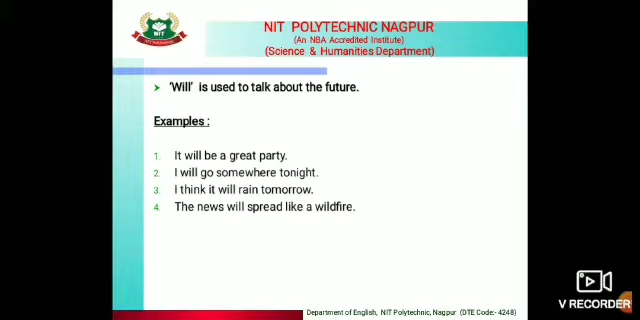 NIT POLYTECHNIC NAGPUR
(An NBA Accredited Institute)
(Science & Humanities Department)
NIT
'Will' is used to talk about the future.
Examples :
1. It will be a great party.
2. I will go somewhere tonight.
3. I think it will rain tomorrow.
4. The news will spread like a wildfire.
V RECORDER
Department of English, NIT Polytechnic, Nagpur (DTE Code:- 4248)